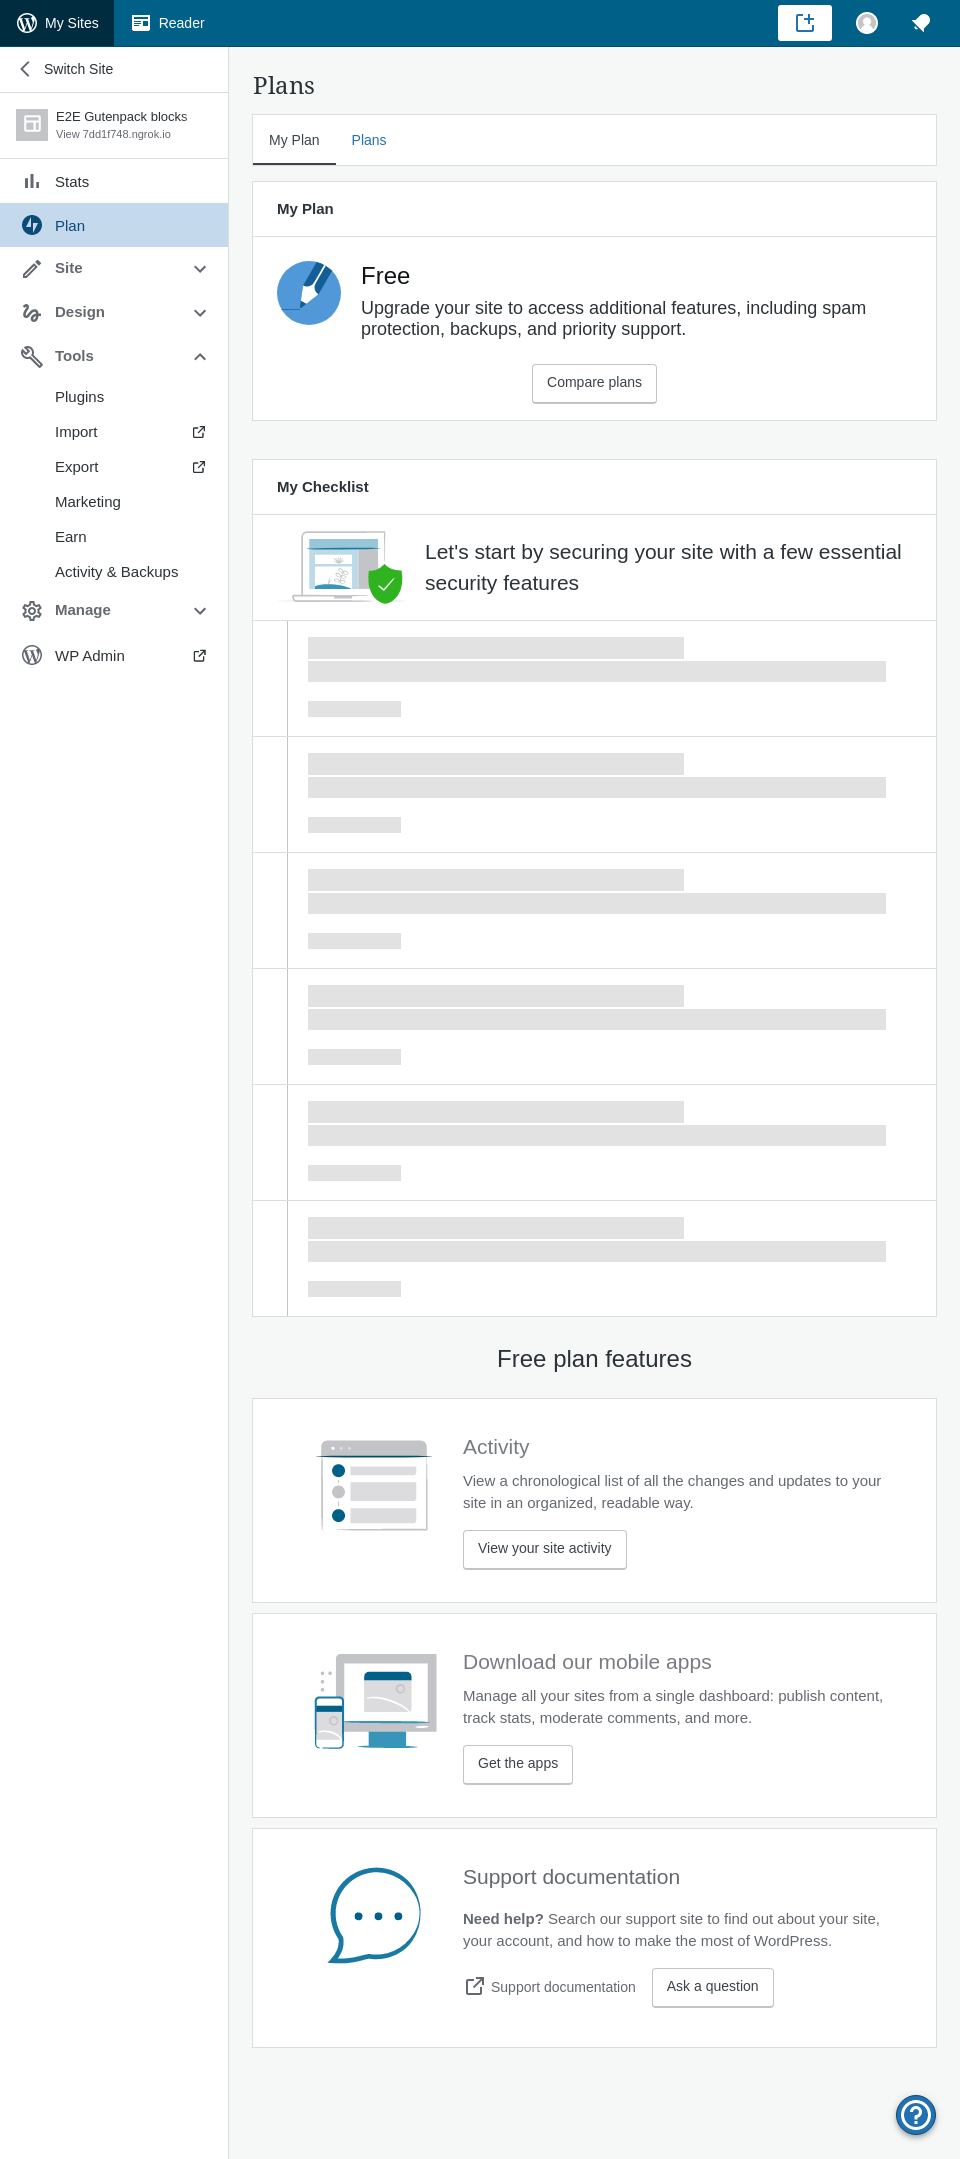 My Sites
Reader
Switch Site
E2E Gutenpack blocks
View 7dd1f748.ngrok.io
Stats
Plan
Site
Design
Tools
Plugins
Import
Export
Marketing
Earn
Activity & Backups
Manage
WP Admin
Plans
My Plan
Plans
My Plan
Free
Upgrade your site to access additional features, including spam
protection, backups, and priority support.
Compare plans
My Checklist
Let's start by securing your site with a few essential
security features
Free plan features
Activity
View a chronological list of all the changes and updates to your
site in an organized, readable way.
View your site activity
Download our mobile apps
Manage all your sites from a single dashboard: publish content,
track stats, moderate comments, and more.
Get the apps
Support documentation
Need help? Search our support site to find out about your site,
your account, and how to make the most of WordPress.
Support documentation
Ask a question